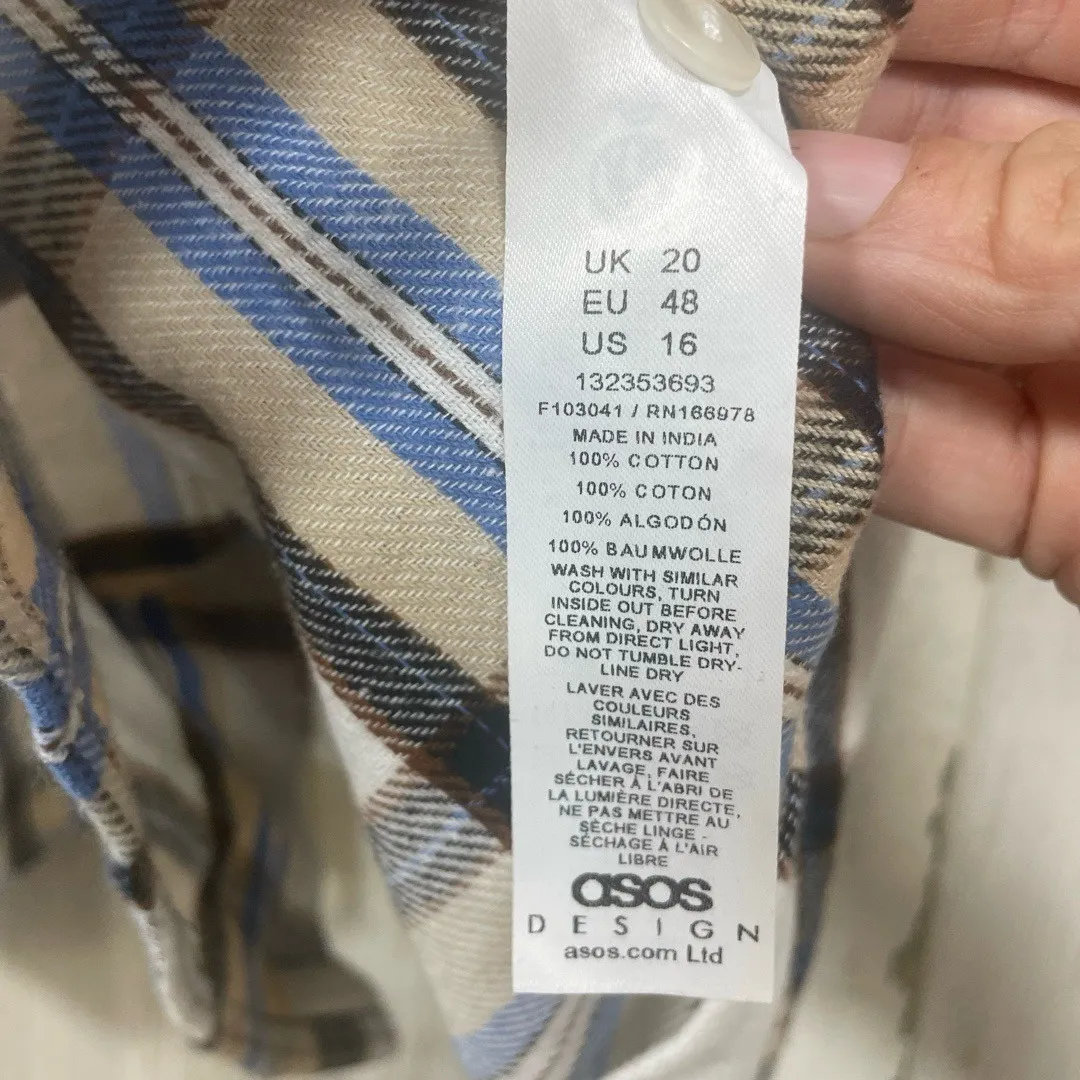 UK 20
EU 48
US 16
132353693
F103041 / RN166978
MADE IN INDIA
100% COTTON
100% COTON
100% ALGODÓN
100% BAUMWOLLE
WASH WITH SIMILAR
COLOURS, TURN
INSIDE OUT BEFORE
CLEANING, DRY AWAY
FROM DIRECT LIGHT,
DO NOT TUMBLE DRY-
LINE DRY
LAVER AVEC DES
COULEURS
SIMILAIRES,
RETOURNER SUR
L'ENVERS AVANT
LAVAGE, FAIRE
SÉCHER À L'ABRI DE
LA LUMIÈRE DIRECTE,
NE PAS METTRE AU
SÈCHE LINGE -
SÉCHAGE À L'AIR
LIBRE
asos
DESIGN
asos.com Ltd